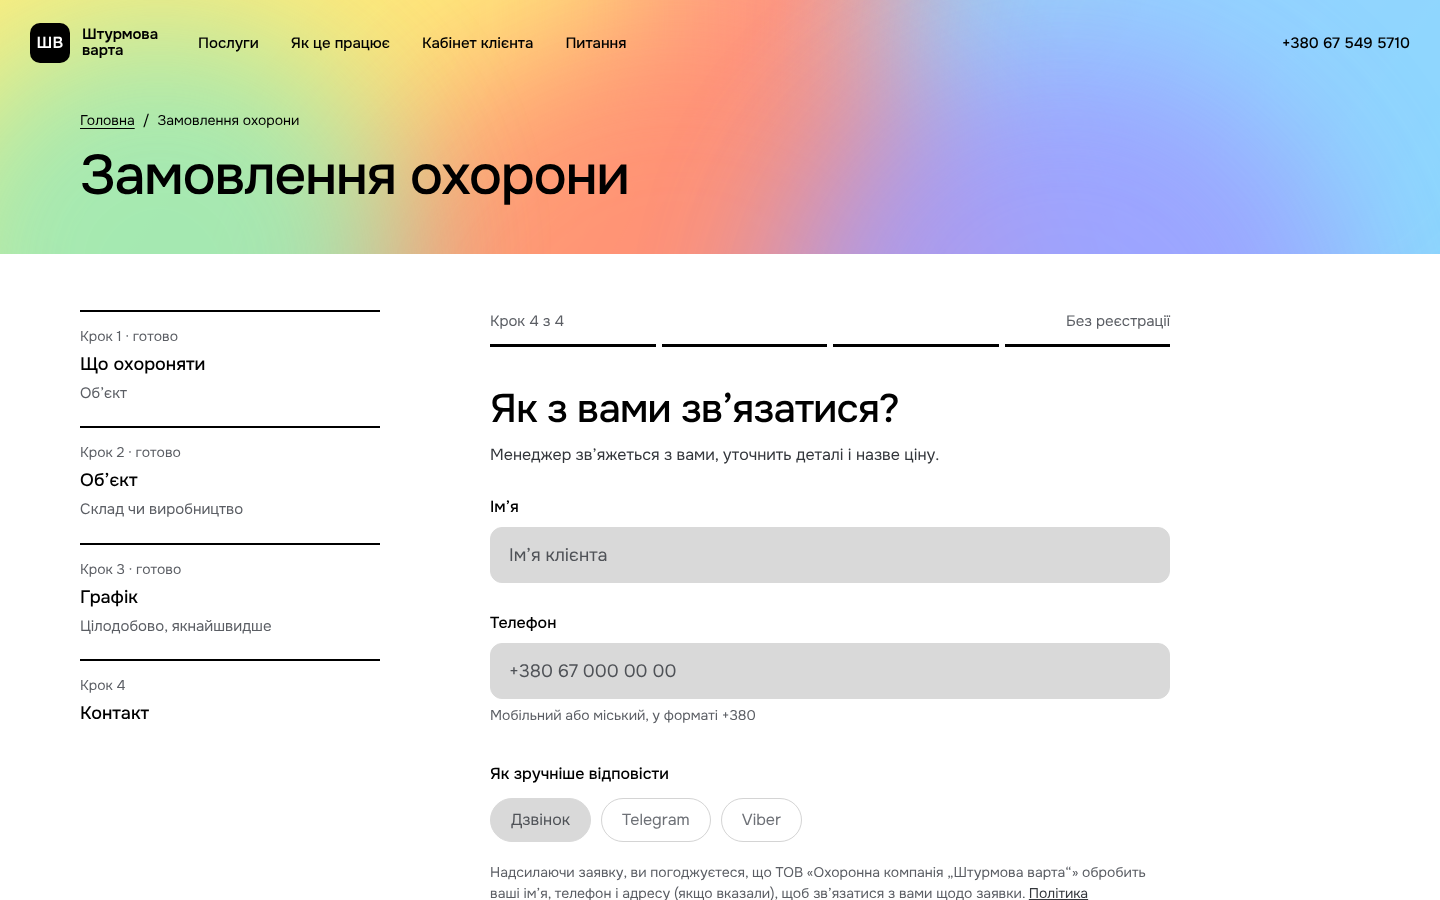 ШВ
Штурмова
варта
Послуги
Як це працює
Кабінет клієнта
Питання
+380 67 549 5710
Головна / Замовлення охорони
Замовлення охорони
Крок 1 · готово
Що охороняти
Об’єкт
Крок 2 · готово
Об’єкт
Склад чи виробництво
Крок 3 · готово
Графік
Цілодобово, якнайшвидше
Крок 4
Контакт
Крок 4 з 4
Без реєстрації
Як з вами зв’язатися?
Менеджер зв’яжеться з вами, уточнить деталі і назве ціну.
Ім’я
Ім’я клієнта
Телефон
+380 67 000 00 00
Мобільний або міський, у форматі +380
Як зручніше відповісти
Дзвінок
Telegram
Viber
Надсилаючи заявку, ви погоджуєтеся, що ТОВ «Охоронна компанія „Штурмова варта“» обробить
ваші ім’я, телефон і адресу (якщо вказали), щоб зв’язатися з вами щодо заявки. Політика